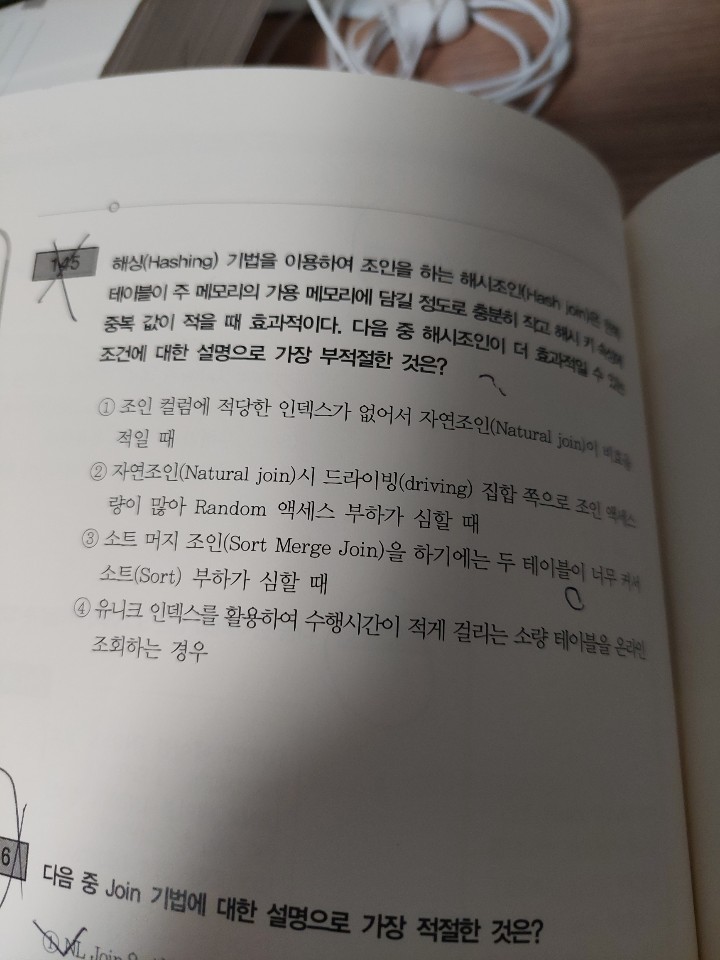 145
해싱(Hashing) 기법을 이용하여 조인을 하는 해시조인(Hash join)은 한쪽
테이블이 주 메모리의 가용 메모리에 담길 정도로 충분히 작고 해시 키 속성에
중복 값이 적을 때 효과적이다. 다음 중 해시조인이 더 효과적일 수 있는
조건에 대한 설명으로 가장 부적절한 것은?
① 조인 컬럼에 적당한 인덱스가 없어서 자연조인(Natural join)이 비효율
적일 때
② 자연조인(Natural join)시 드라이빙(driving) 집합 쪽으로 조인 액세스
량이 많아 Random 액세스 부하가 심할 때
③ 소트 머지 조인(Sort Merge Join)을 하기에는 두 테이블이 너무 커서
소트(Sort) 부하가 심할 때
④ 유니크 인덱스를 활용하여 수행시간이 적게 걸리는 소량 테이블을 온라인
조회하는 경우
6
다음 중 Join 기법에 대한 설명으로 가장 적절한 것은?
① NL Join